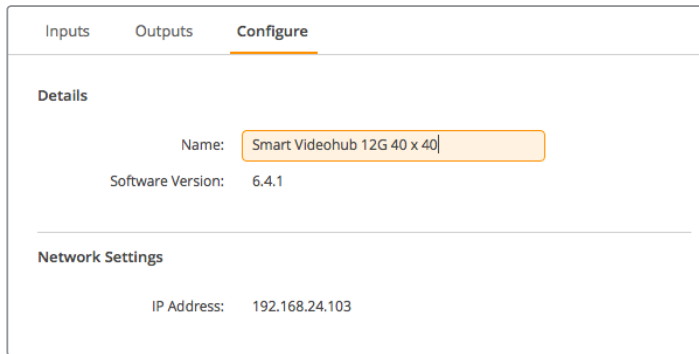 Inputs Outputs Configure
Details
Name: Smart Videohub 12G 40 x 40
Software Version: 6.4.1
Network Settings
IP Address: 192.168.24.103